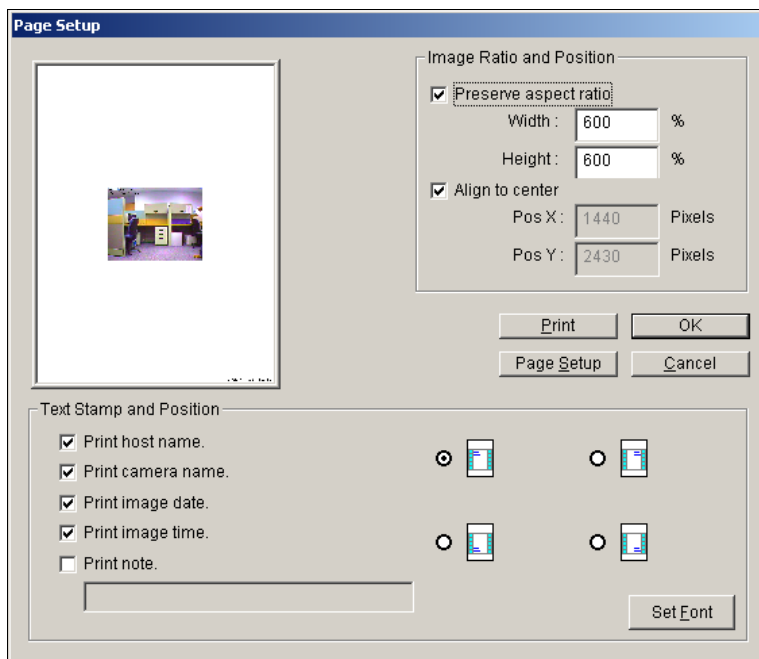 Page Setup
Image Ratio and Position
Preserve aspect ratio
Width : 600 %
Height : 600 %
Align to center
Pos X : 1440 Pixels
Pos Y : 2430 Pixels
Print OK
Page Setup Cancel
Text Stamp and Position
Print host name.
Print camera name.
Print image date.
Print image time.
Print note.
Set Font